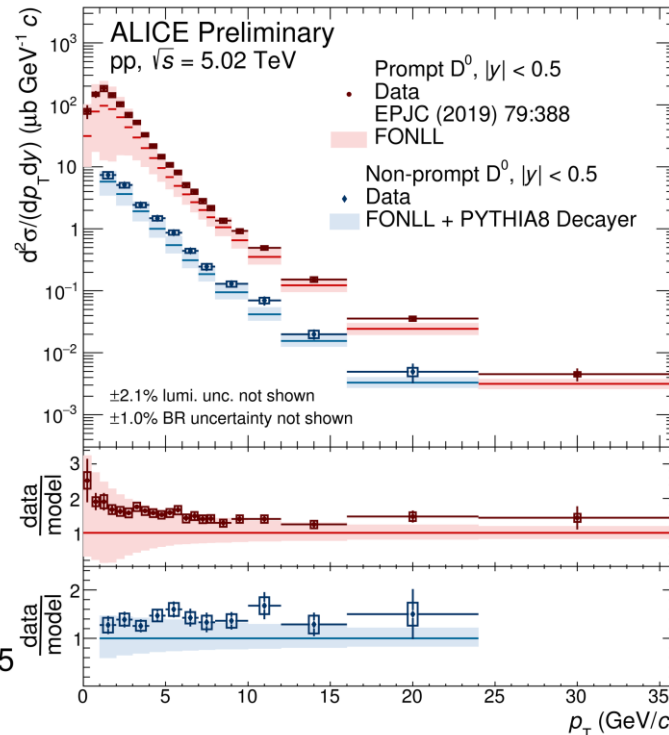 ALICE Preliminary
pp, √s = 5.02 TeV
Prompt D⁰, |y| < 0.5
Data
EPJC (2019) 79:388
FONLL
Non-prompt D⁰, |y| < 0.5
Data
FONLL + PYTHIA8 Decayer
d²σ/(dp_T dy) (μb GeV⁻¹ c)
10³
10²
10
1
10⁻¹
10⁻²
10⁻³
±2.1% lumi. unc. not shown
±1.0% BR uncertainty not shown
data
model
3
2
1
data
model
2
1
5
0 5 10 15 20 25 30 35
p_T (GeV/c